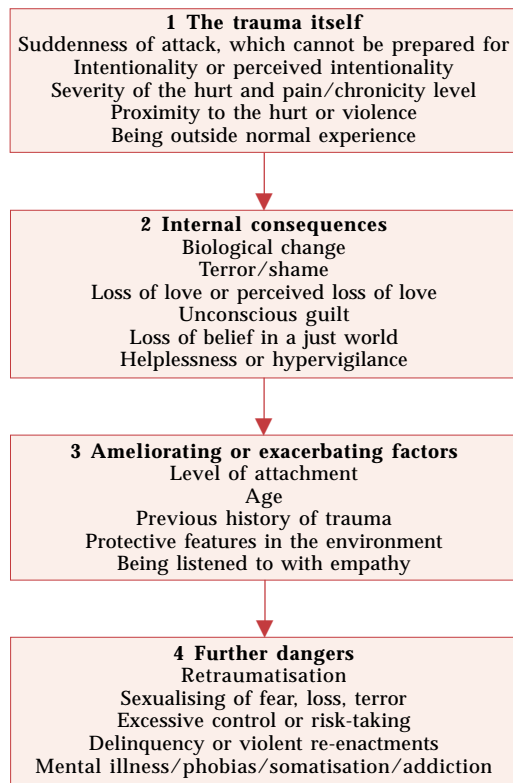 1 The trauma itself
Suddenness of attack, which cannot be prepared for
Intentionality or perceived intentionality
Severity of the hurt and pain/chronicity level
Proximity to the hurt or violence
Being outside normal experience
2 Internal consequences
Biological change
Terror/shame
Loss of love or perceived loss of love
Unconscious guilt
Loss of belief in a just world
Helplessness or hypervigilance
3 Ameliorating or exacerbating factors
Level of attachment
Age
Previous history of trauma
Protective features in the environment
Being listened to with empathy
4 Further dangers
Retraumatisation
Sexualising of fear, loss, terror
Excessive control or risk-taking
Delinquency or violent re-enactments
Mental illness/phobias/somatisation/addiction